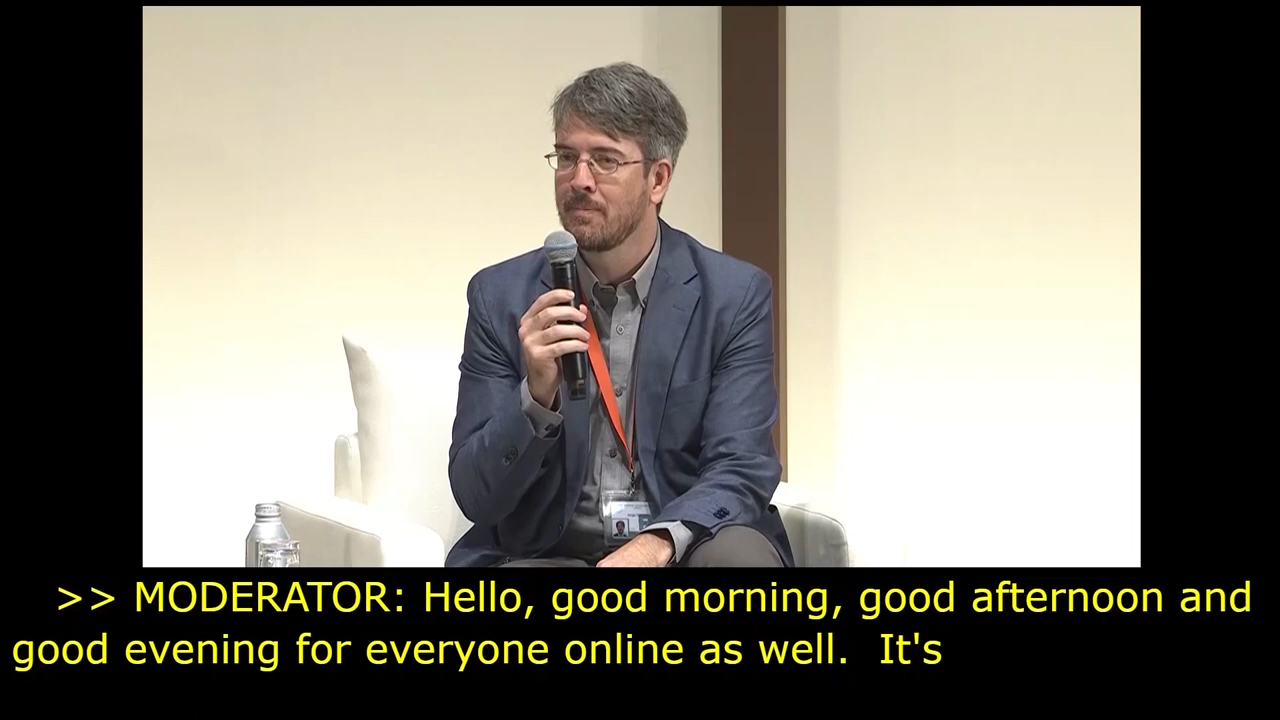 >> MODERATOR: Hello, good morning, good afternoon and
good evening for everyone online as well.  It's